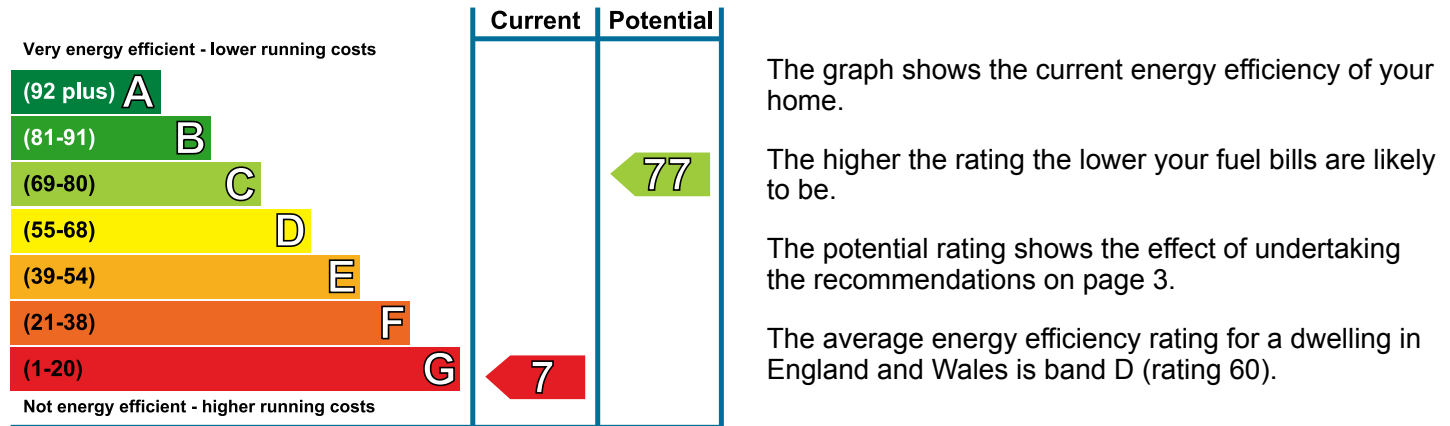 Current Potential
Very energy efficient - lower running costs
(92 plus) A
(81-91) B
(69-80) C
77
(55-68) D
(39-54) E
(21-38) F
(1-20) G
7
Not energy efficient - higher running costs
The graph shows the current energy efficiency of your
home.
The higher the rating the lower your fuel bills are likely
to be.
The potential rating shows the effect of undertaking
the recommendations on page 3.
The average energy efficiency rating for a dwelling in
England and Wales is band D (rating 60).